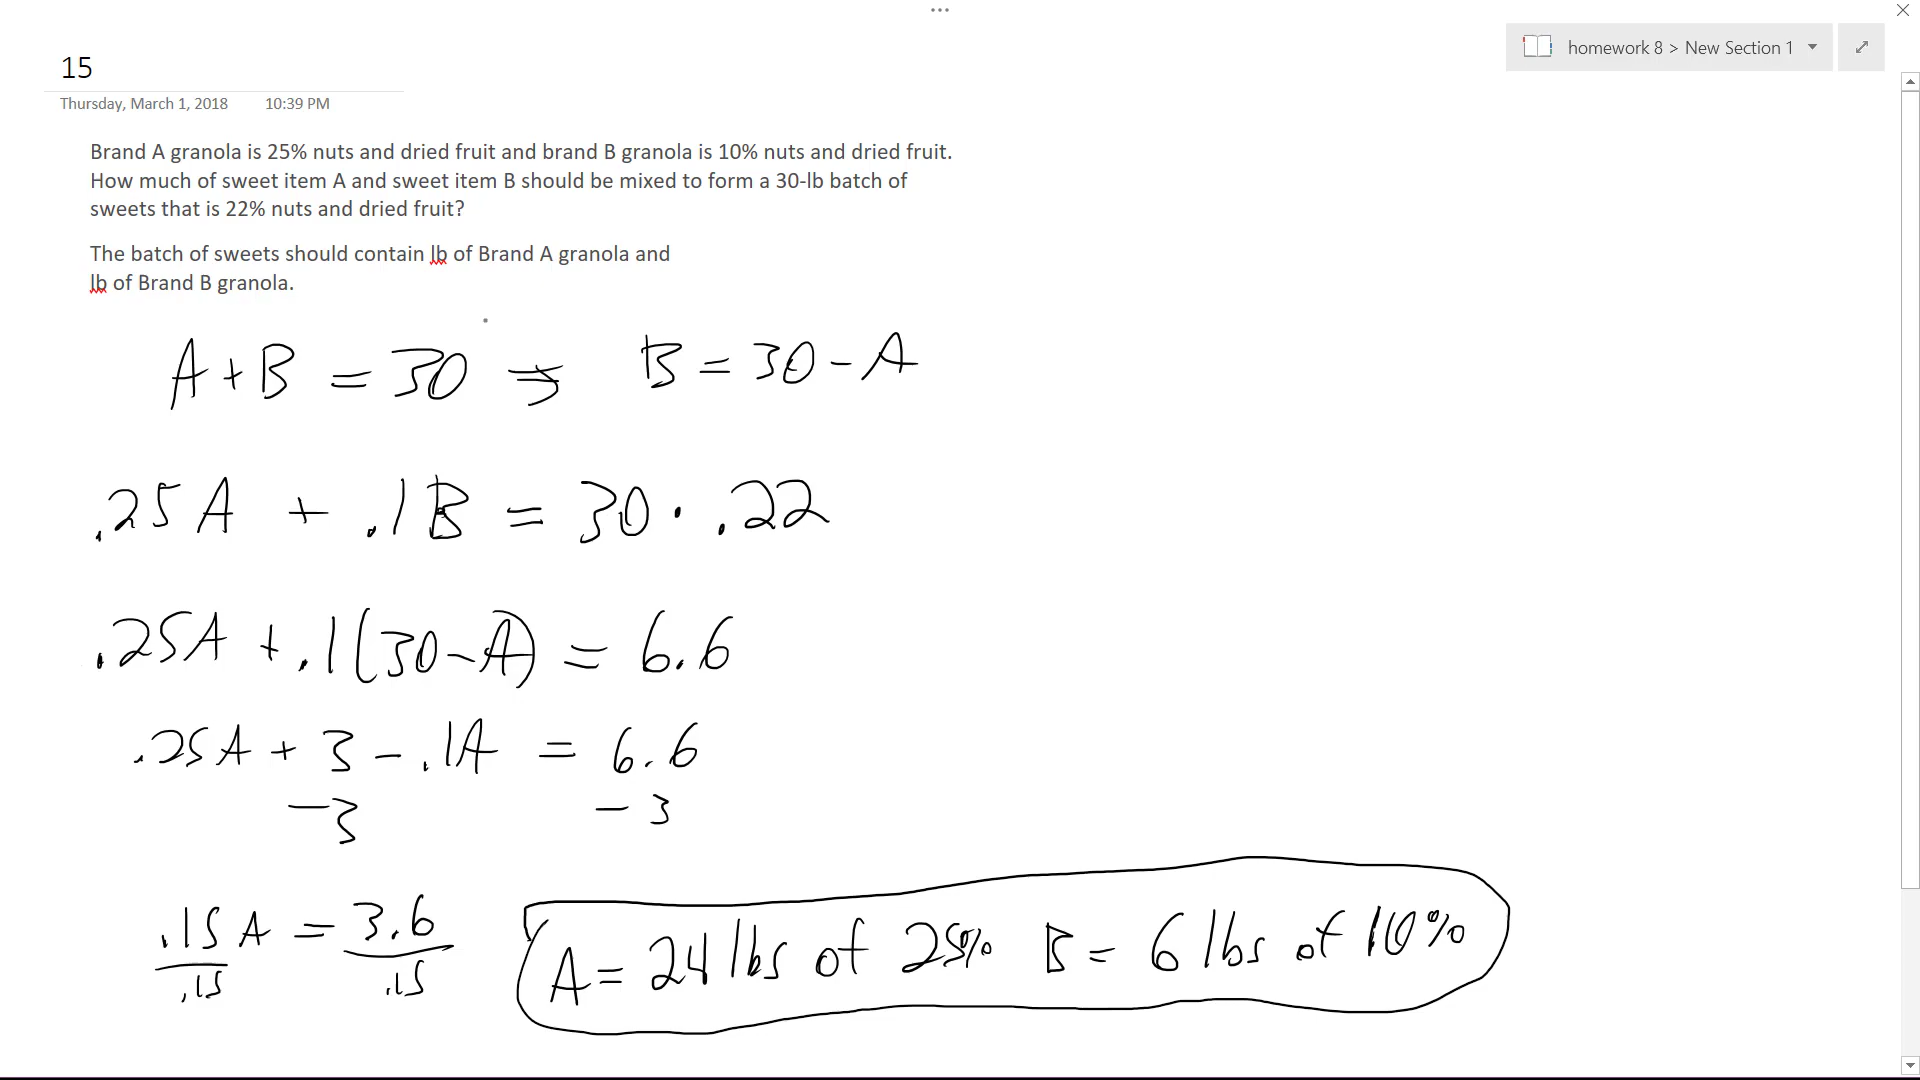 ...
homework 8 > New Section 1
15
Thursday, March 1, 2018 10:39 PM
Brand A granola is 25% nuts and dried fruit and brand B granola is 10% nuts and dried fruit.
How much of sweet item A and sweet item B should be mixed to form a 30-lb batch of
sweets that is 22% nuts and dried fruit?
The batch of sweets should contain lb of Brand A granola and
lb of Brand B granola.
A + B = 30 ⇒ B = 30 - A
.25A + .1B = 30 · .22
.25A + .1(30 - A) = 6.6
.25A + 3 - .1A = 6.6
-3 -3
.15A = 3.6
.15 .15
A = 24 lbs of 25% B = 6 lbs of 10%